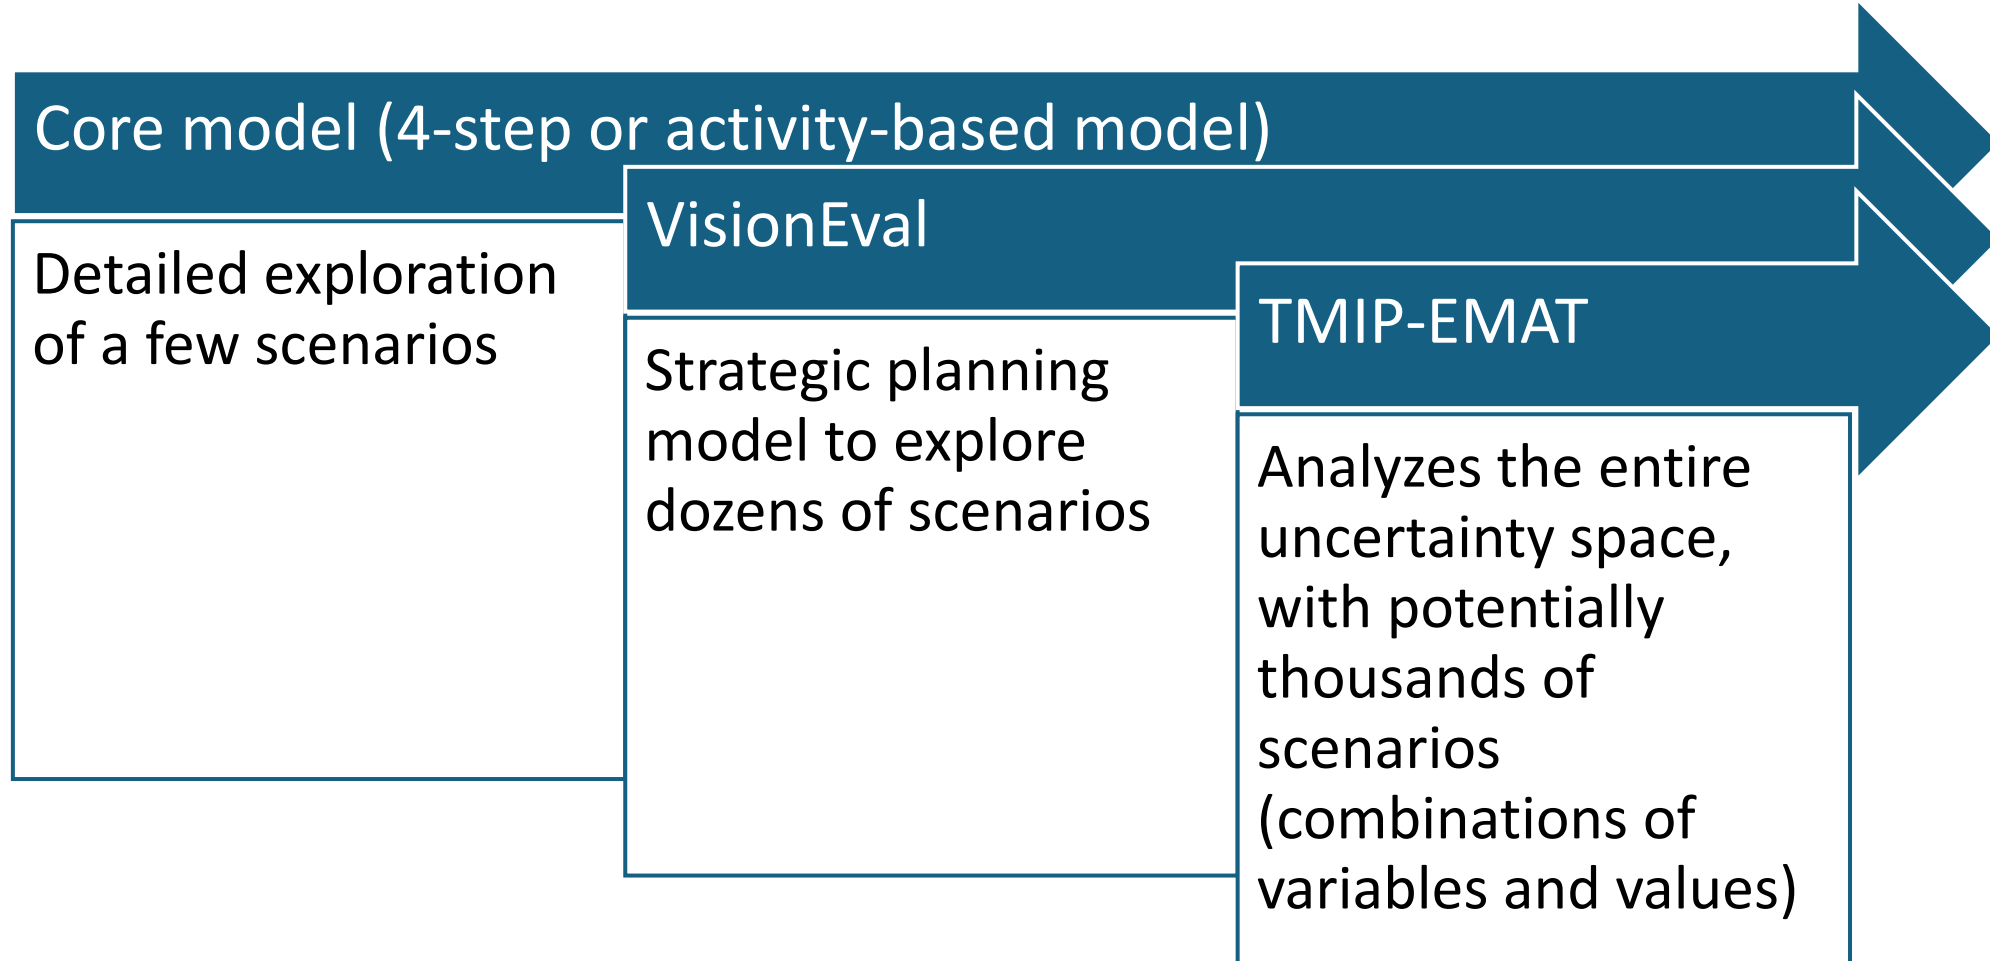 Core model (4-step or activity-based model)
Detailed exploration
of a few scenarios
VisionEval
Strategic planning
model to explore
dozens of scenarios
TMIP-EMAT
Analyzes the entire
uncertainty space,
with potentially
thousands of
scenarios
(combinations of
variables and values)